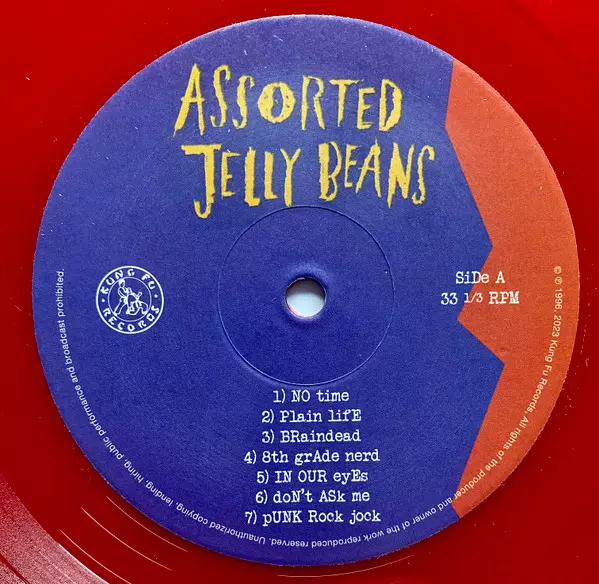 ASSORTED
JELLY BEANS
KUNG FU
RECORDS
SiDe A
33 1/3 RPM
1) NO time
2) Plain lifE
3) BRaindead
4) 8th grAde nerd
5) IN OUR eyEs
6) doN't ASk me
7) pUNK Rock jock
℗ © 1996, 2023 Kung Fu Records. All rights of the producer and owner of the work reproduced reserved. Unauthorized copying, lending, hiring, public performance and broadcast prohibited.